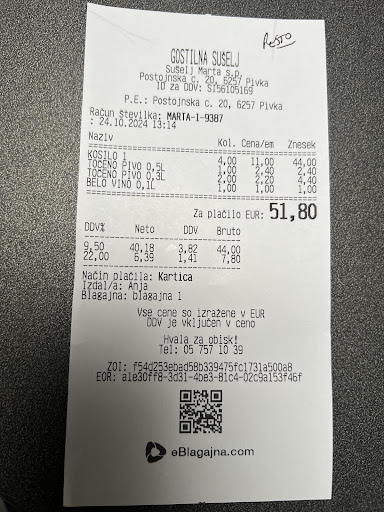 Resto
GOSTILNA SUŠELJ
Sušelj Marta s.p.
Postojnska c. 20, 6257 Pivka
ID za DDV: SI56105169
P.E.: Postojnska c. 20, 6257 Pivka
Račun številka: MARTA-1-9387
: 24.10.2024 13:14
Naziv Kol. Cena/em Znesek
KOSILO 1 4,00 11,00 44,00
TOČENO PIVO 0,5L 1,00 2,40 2,40
TOČENO PIVO 0,3L 2,00 2,20 4,40
BELO VINO 0,1L 1,00 1,00 1,00
Za plačilo EUR: 51,80
DDV% Neto DDV Bruto
9,50 40,18 3,82 44,00
22,00 6,39 1,41 7,80
Način plačila: Kartica
Izdal/a: Anja
Blagajna: blagajna 1
Vse cene so izražene v EUR
DDV je vključen v ceno
Hvala za obisk!
Tel: 05 757 10 39
ZOI: f54d253ebad58b339475fc1731a500a8
EOR: a1e30ff8-3d31-4be3-81c4-02c9a153f46f
eBlagajna.com